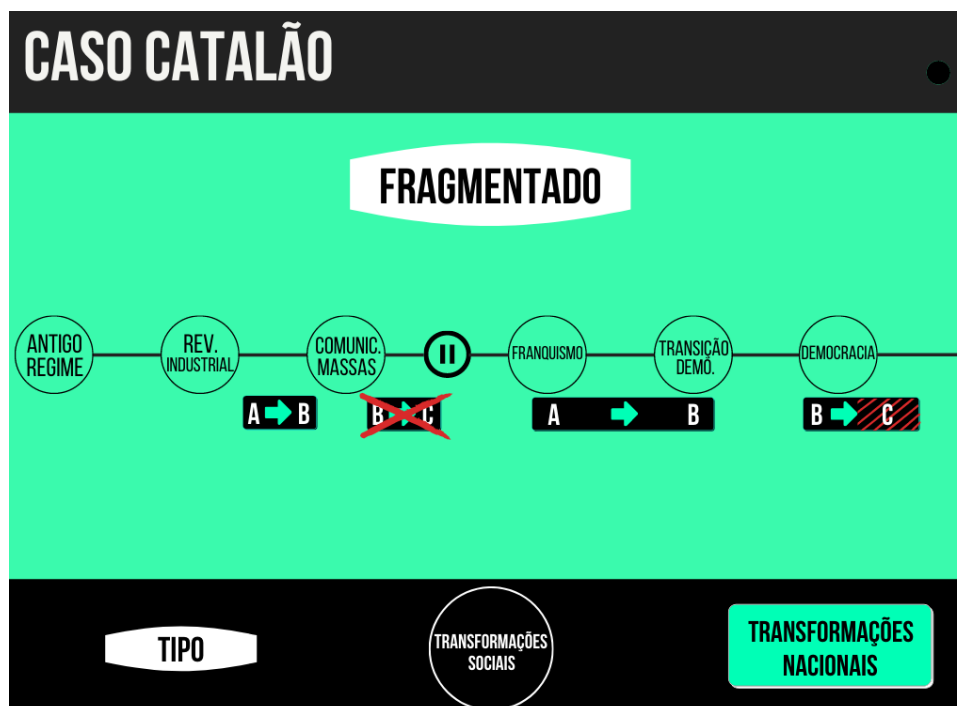 CASO CATALÃO
FRAGMENTADO
ANTIGO
REGIME
REV.
INDUSTRIAL
COMUNIC.
MASSAS
FRANQUISMO
TRANSIÇÃO
DEMO.
DEMOCRACIA
A B
B C
A B
B C
TIPO
TRANSFORMAÇÕES
SOCIAIS
TRANSFORMAÇÕES
NACIONAIS